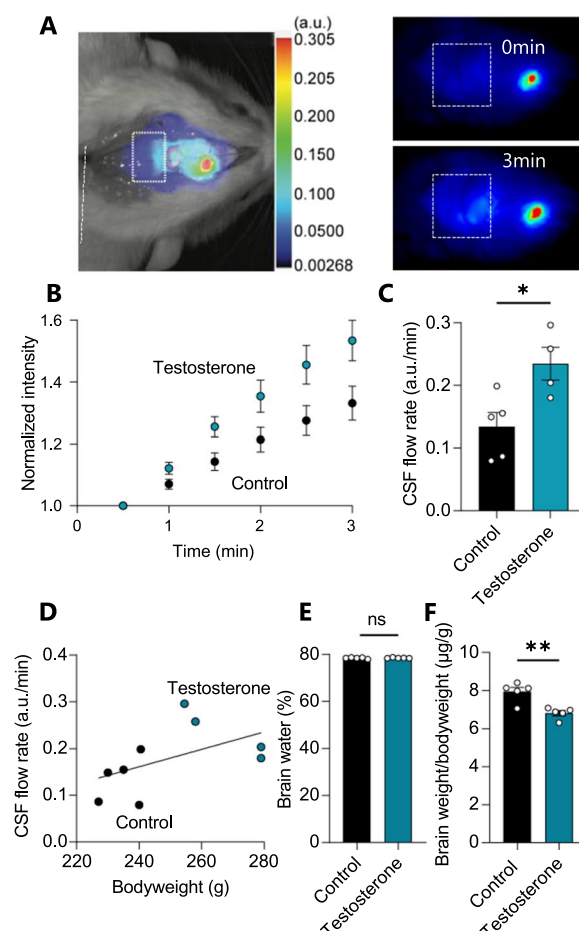 A
(a.u.)
0.305
0.205
0.200
0.150
0.100
0.0500
0.00268
0min
3min
B
Normalized intensity
1.6
1.4
1.2
1.0
Testosterone
Control
0
1
2
3
Time (min)
C
*
CSF flow rate (a.u./min)
0.3
0.2
0.1
0.0
Control
Testosterone
D
CSF flow rate (a.u./min)
0.4
0.3
0.2
0.1
0.0
Testosterone
Control
220
240
260
280
Bodyweight (g)
E
ns
Brain water (%)
80
60
40
20
0
Control
Testosterone
F
**
Brain weight/bodyweight (µg/g)
10
8
6
4
2
0
Control
Testosterone